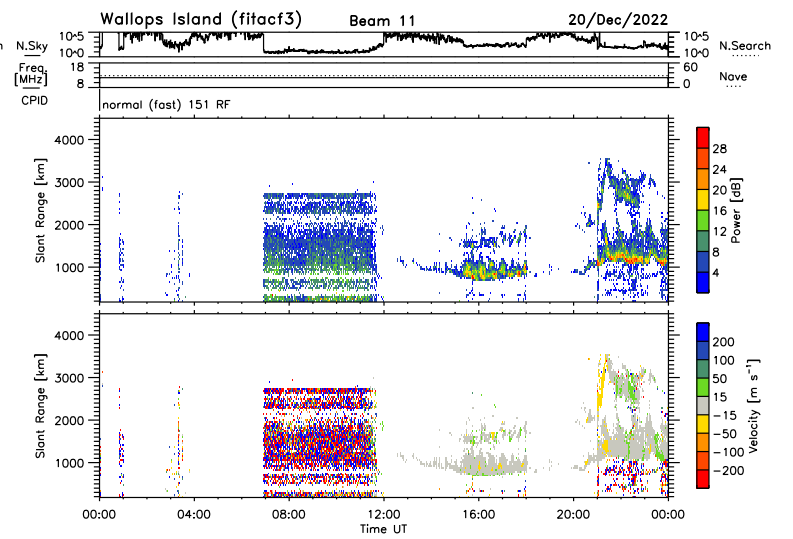 Wallops Island (fitacf3) Beam 11 20/Dec/2022
n N.Sky 10^5 10^0 10^5 10^0 N.Search
Freq. [MHz] 18 8 60 0 Nave
CPID normal (fast) 151 RF
Slant Range [km] 4000 3000 2000 1000
Power [dB] 28 24 20 16 12 8 4
Slant Range [km] 4000 3000 2000 1000
Velocity [m s⁻¹] 200 100 50 15 −15 −50 −100 −200
00:00 04:00 08:00 12:00 16:00 20:00 00:00
Time UT